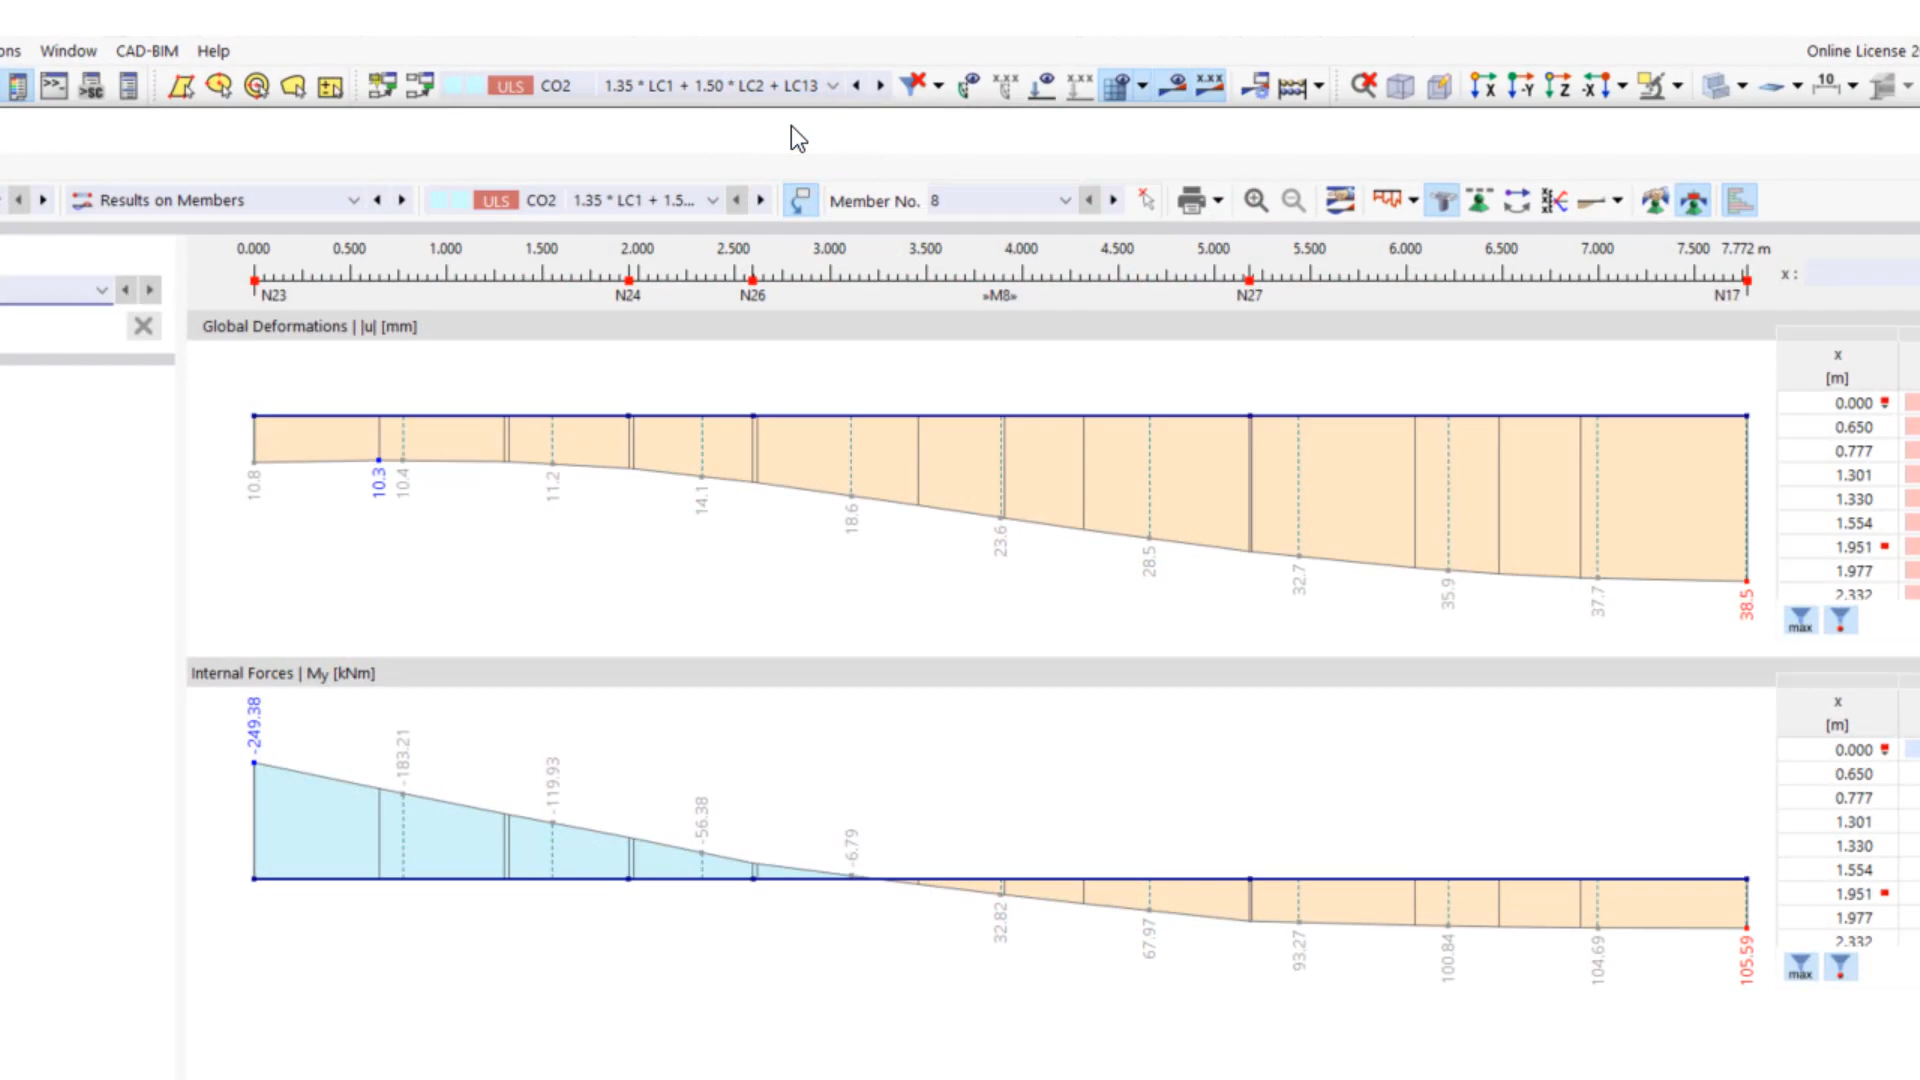 ons Window CAD-BIM Help Online License 2
>SC ULS CO2 1.35 * LC1 + 1.50 * LC2 + LC13 x.xx x.xx x.xx X -Y Z -X 10
Results on Members ULS CO2 1.35 * LC1 + 1.5... Member No. 8
0.000 0.500 1.000 1.500 2.000 2.500 3.000 3.500 4.000 4.500 5.000 5.500 6.000 6.500 7.000 7.500 7.772 m
x :
N23 N24 N26 »M8» N27 N17
Global Deformations | |u| [mm]
10.8 10.3 10.4 11.2 14.1 18.6 23.6 28.5 32.7 35.9 37.7 38.5
x
[m]
0.000
0.650
0.777
1.301
1.330
1.554
1.951
1.977
2.332
max
Internal Forces | My [kNm]
-249.38 -183.21 -119.93 -56.38 -6.79 32.82 67.97 93.27 100.84 104.69 105.59
x
[m]
0.000
0.650
0.777
1.301
1.330
1.554
1.951
1.977
2.332
max